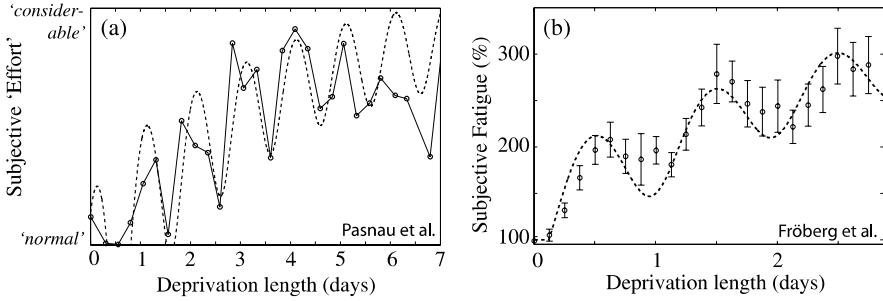 'consider-
able'
(a)
Subjective 'Effort'
'normal'
Pasnau et al.
0 1 2 3 4 5 6 7
Deprivation length (days)
(b)
Subjective Fatigue (%)
300
200
100
Fröberg et al.
0 1 2
Deprivation length (days)